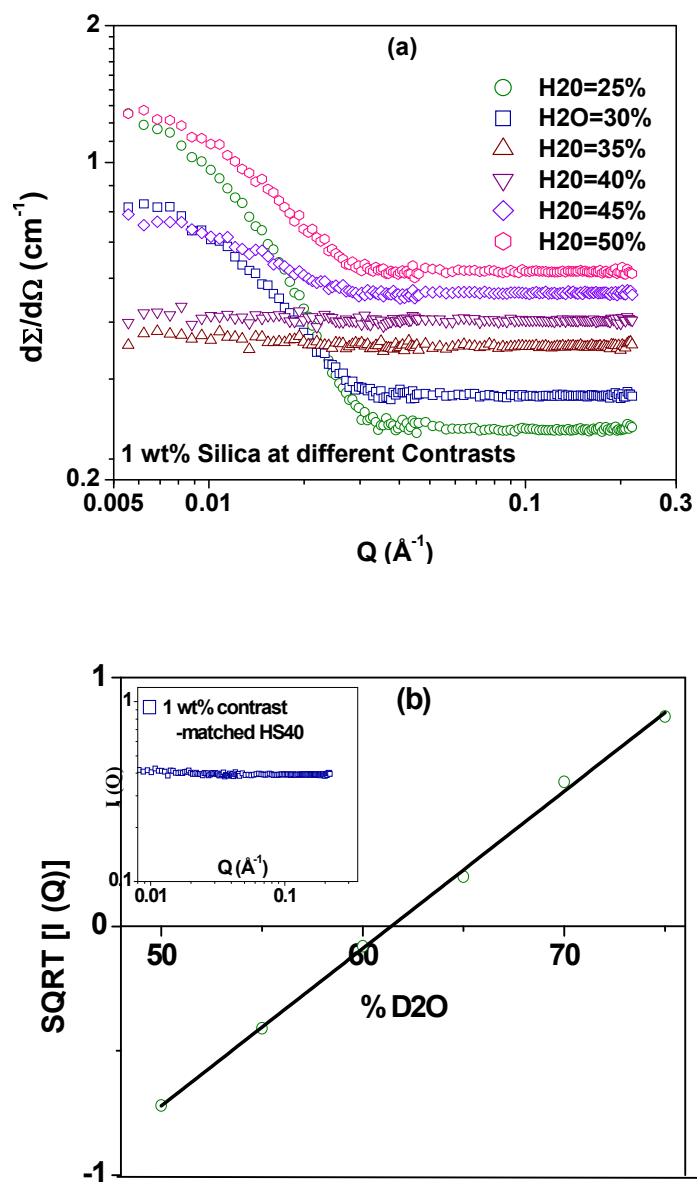 2
(a)
H20=25%
H2O=30%
H20=35%
H20=40%
H20=45%
H20=50%
1
dΣ/dΩ (cm-1)
1 wt% Silica at different Contrasts
0.2
0.005
0.01
0.1
0.3
Q (Å-1)
1
(b)
1
1 wt% contrast
-matched HS40
I (Q)
Q (Å-1)
0.1
0.01
0.1
SQRT [I (Q)]
0
50
60
70
% D2O
-1